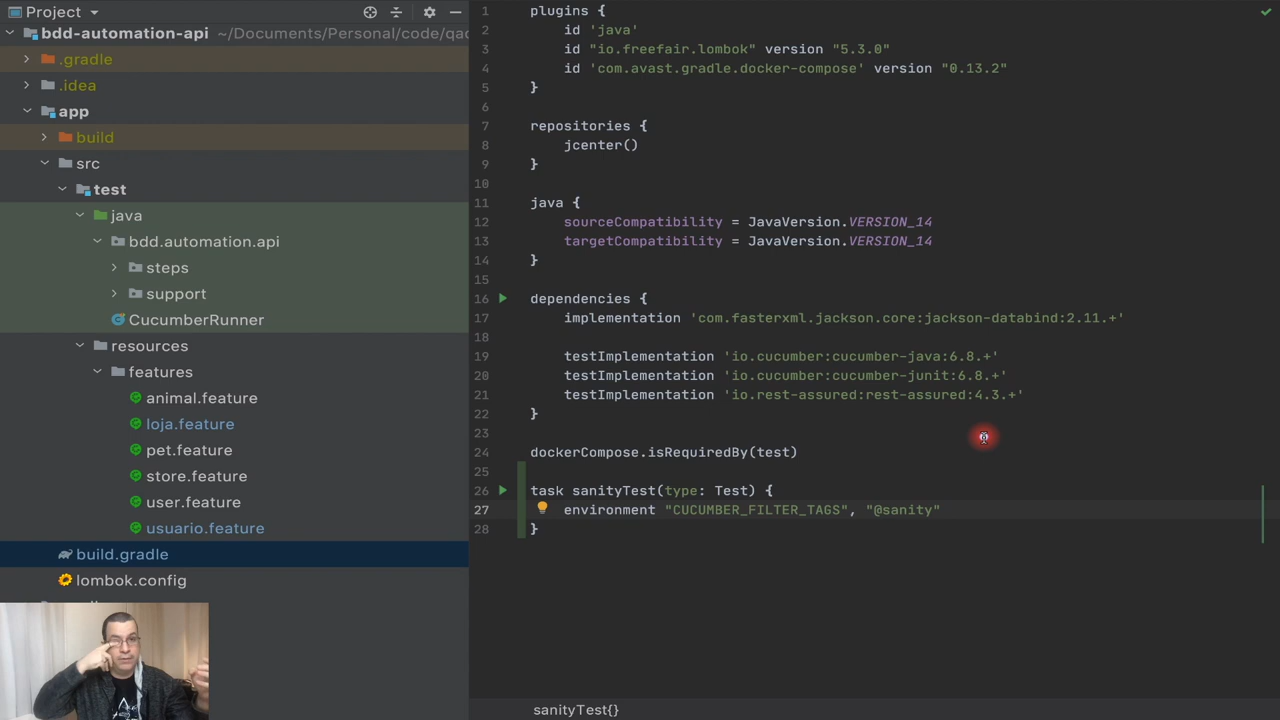 Project
bdd-automation-api ~/Documents/Personal/code/qac
.gradle
.idea
app
build
src
test
java
bdd.automation.api
steps
support
CucumberRunner
resources
features
animal.feature
loja.feature
pet.feature
store.feature
user.feature
usuario.feature
build.gradle
lombok.config
1 plugins {
2 id 'java'
3 id "io.freefair.lombok" version "5.3.0"
4 id 'com.avast.gradle.docker-compose' version "0.13.2"
5 }
6
7 repositories {
8 jcenter()
9 }
10
11 java {
12 sourceCompatibility = JavaVersion.VERSION_14
13 targetCompatibility = JavaVersion.VERSION_14
14 }
15
16 dependencies {
17 implementation 'com.fasterxml.jackson.core:jackson-databind:2.11.+'
18
19 testImplementation 'io.cucumber:cucumber-java:6.8.+'
20 testImplementation 'io.cucumber:cucumber-junit:6.8.+'
21 testImplementation 'io.rest-assured:rest-assured:4.3.+'
22 }
23
24 dockerCompose.isRequiredBy(test)
25
26 task sanityTest(type: Test) {
27 environment "CUCUMBER_FILTER_TAGS", "@sanity"
28 }
sanityTest{}